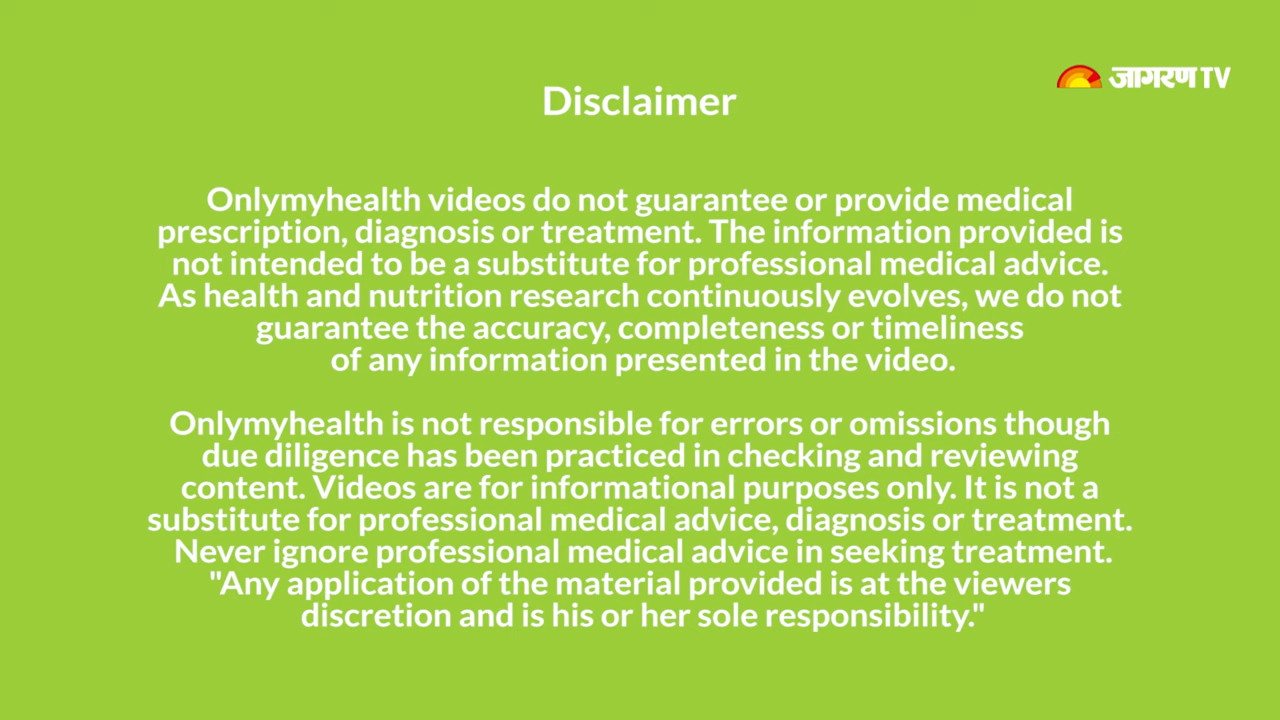 जागरण TV
Disclaimer
Onlymyhealth videos do not guarantee or provide medical
prescription, diagnosis or treatment. The information provided is
not intended to be a substitute for professional medical advice.
As health and nutrition research continuously evolves, we do not
guarantee the accuracy, completeness or timeliness
of any information presented in the video.
Onlymyhealth is not responsible for errors or omissions though
due diligence has been practiced in checking and reviewing
content. Videos are for informational purposes only. It is not a
substitute for professional medical advice, diagnosis or treatment.
Never ignore professional medical advice in seeking treatment.
"Any application of the material provided is at the viewers
discretion and is his or her sole responsibility."